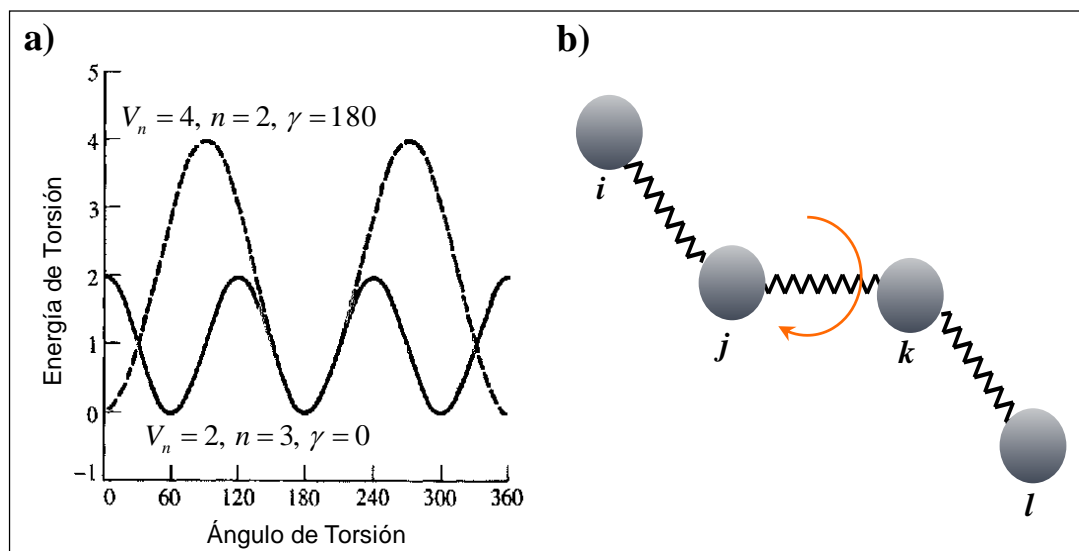 a)
b)
5
4
3
2
1
0
−1
Energía de Torsión
V_n = 4, n = 2, γ = 180
V_n = 2, n = 3, γ = 0
0 60 120 180 240 300 360
Ángulo de Torsión
i
j
k
l